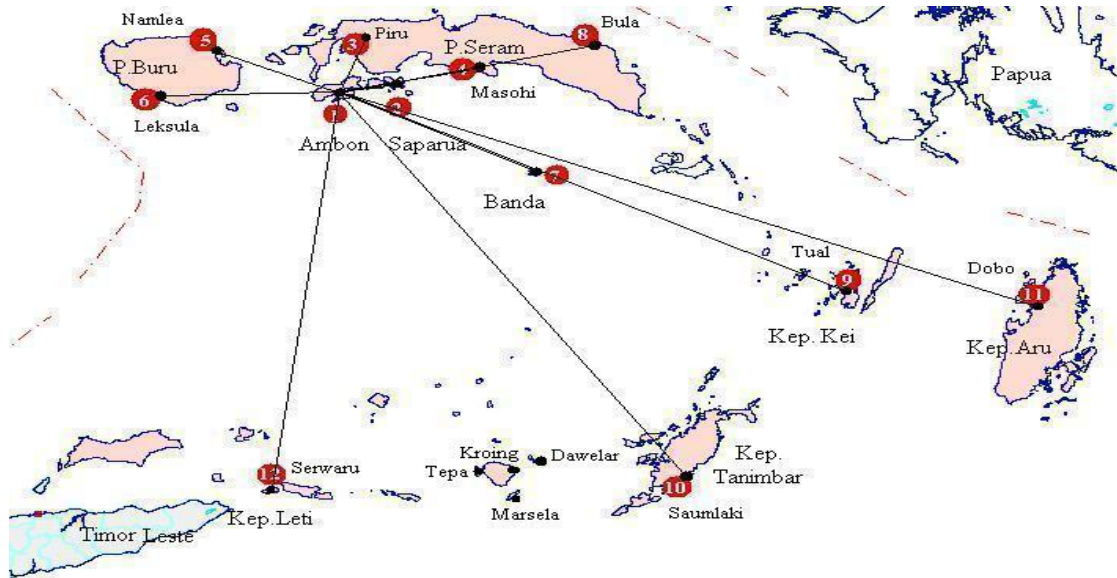 Namlea
Bula
5
3
Piru
8
P.Buru
P.Seram
4
Papua
6
Masohi
Leksula
1
2
Ambon
Saparua
7
Banda
Tual
Dobo
9
11
Kep. Kei
Kep.Aru
Kroing
Dawelar
Kep.
Tanimbar
12
Serwaru
Tepa
10
Saumlaki
Marsela
Kep.Leti
Timor Leste